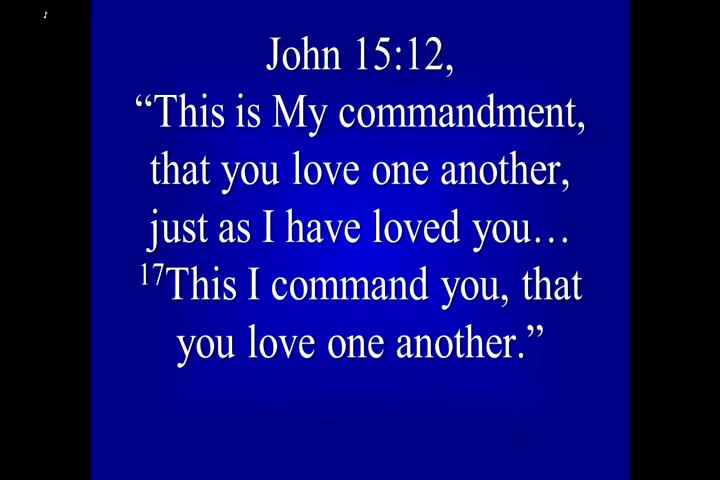 ♪
John 15:12,
“This is My commandment,
that you love one another,
just as I have loved you…
¹⁷This I command you, that
you love one another.”